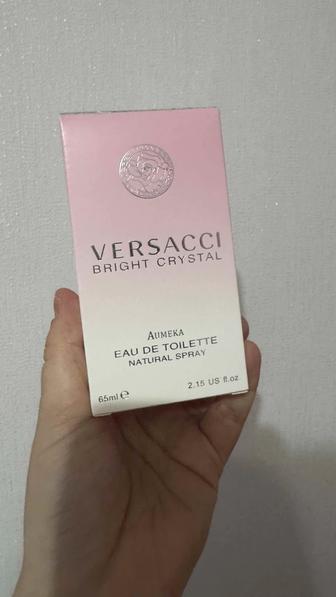 VERSACCI
BRIGHT CRYSTAL
AUMEKA
EAU DE TOILETTE
NATURAL SPRAY
65ml ℮
2.15 US fl.oz.